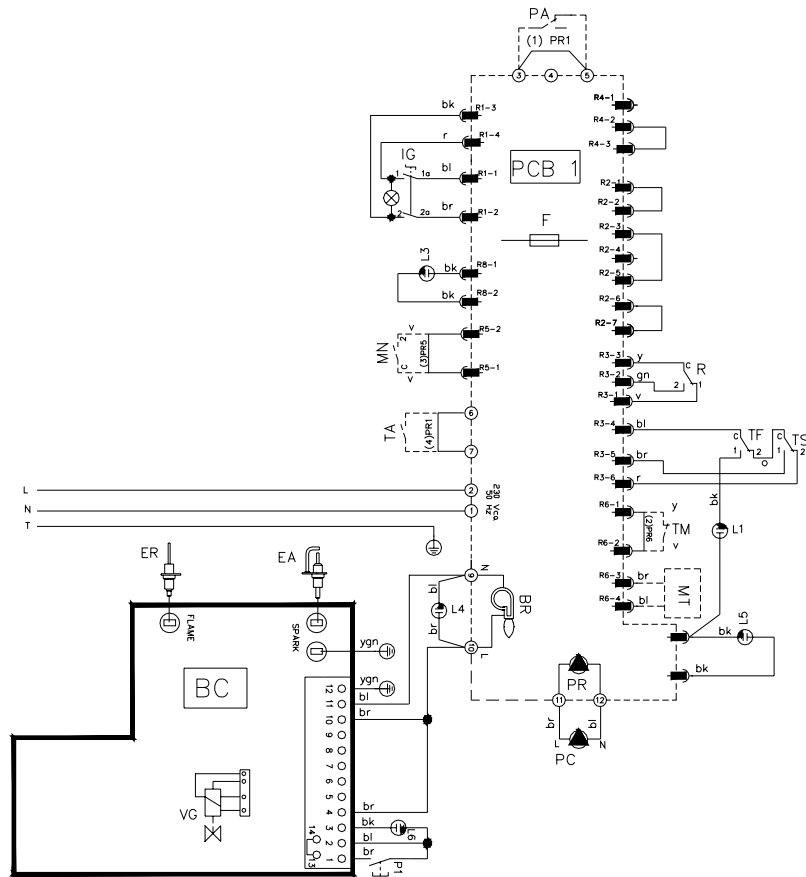 PA
(1) PR1
3 4 5
bk R1-3
r R1-4
IG
1 1a bl R1-1
2 2a br R1-2
PCB 1
F
R4-1
R4-2
R4-3
R2-1
R2-2
R2-3
R2-4
R2-5
R2-6
R2-7
L3
bk R8-1
bk R8-2
MN
v 2 R5-2
(3)PR5
c v R5-1
TA
(4)PR1
6
7
R3-3 y c
R3-2 gn R
R3-1 v 2 1
R3-4 bl
c TF c TS
1 2 1 2
R3-5 br
R3-6 r
bk
L1
R6-1 y
(2)PR6
TM
R6-2 v
R6-3 br
R6-4 bl
MT
L 2
N 1
T
230 Vca
50 Hz
ER
EA
FLAME
SPARK
ygn
ygn
bl
br
6 N
bl
L4
br
BR
10 L
bk L5
bk
BC
12
11
10
9
8
7
6
5
4
3
2
1
14
13
VG
br
bk L6
bl
br P1
PR
11 12
br bl
L N
PC